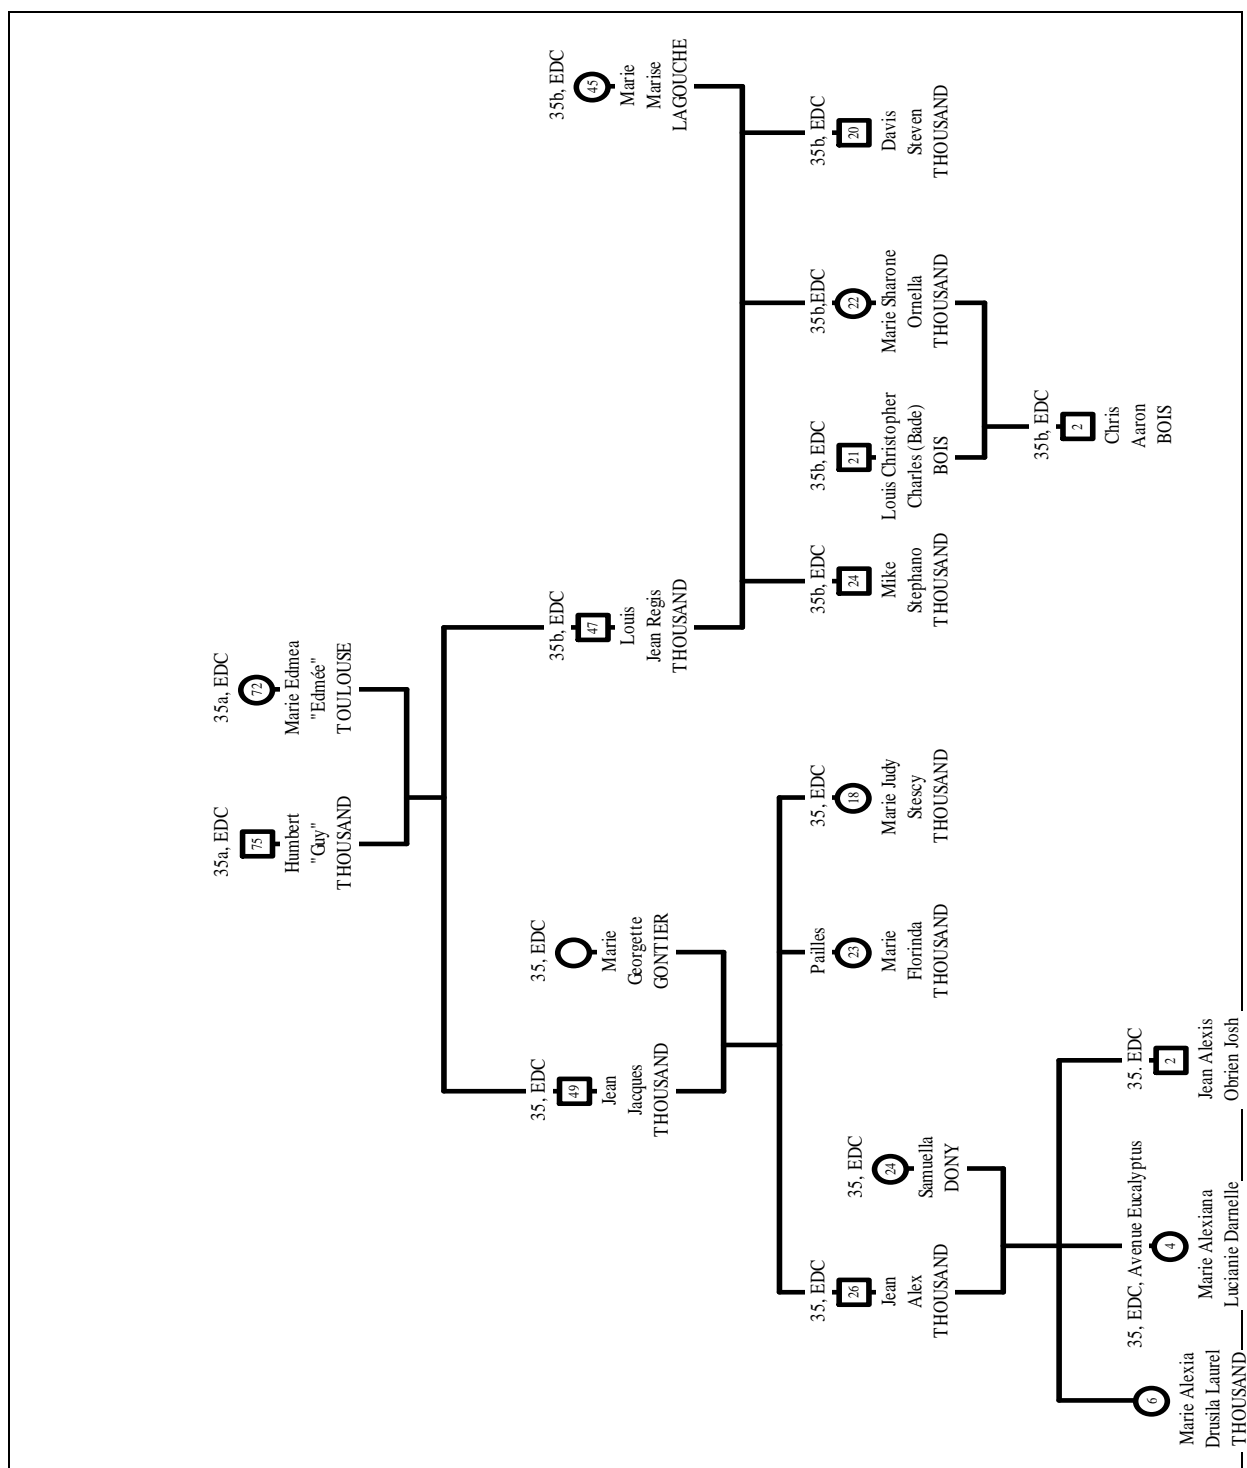 35a, EDC
75
Humbert
"Guy"
THOUSAND
35a, EDC
72
Marie Edmea
"Edmée"
TOULOUSE
35, EDC
49
Jean
Jacques
THOUSAND
35, EDC
Marie
Georgette
GONTIER
35b, EDC
47
Louis
Jean Regis
THOUSAND
35b, EDC
45
Marie
Marise
LAGOUCHE
35, EDC
26
Jean
Alex
THOUSAND
35, EDC
24
Samuella
DONY
Pailles
23
Marie
Florinda
THOUSAND
35, EDC
18
Marie Judy
Stescy
THOUSAND
35b, EDC
24
Mike
Stephano
THOUSAND
35b, EDC
21
Louis Christopher
Charles (Bade)
BOIS
35b,EDC
22
Marie Sharone
Ornella
THOUSAND
35b, EDC
20
Davis
Steven
THOUSAND
6
Marie Alexia
Drusila Laurel
THOUSAND
35, EDC, Avenue Eucalyptus
4
Marie Alexiana
Lucianie Darnelle
35. EDC
2
Jean Alexis
Obrien Josh
35b, EDC
2
Chris
Aaron
BOIS